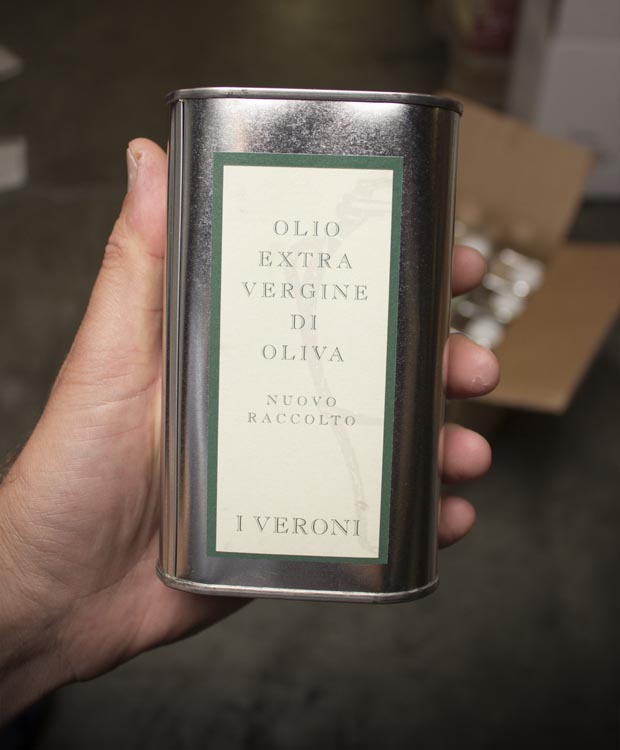 OLIO
EXTRA
VERGINE
DI
OLIVA
NUOVO
RACCOLTO
I VERONI